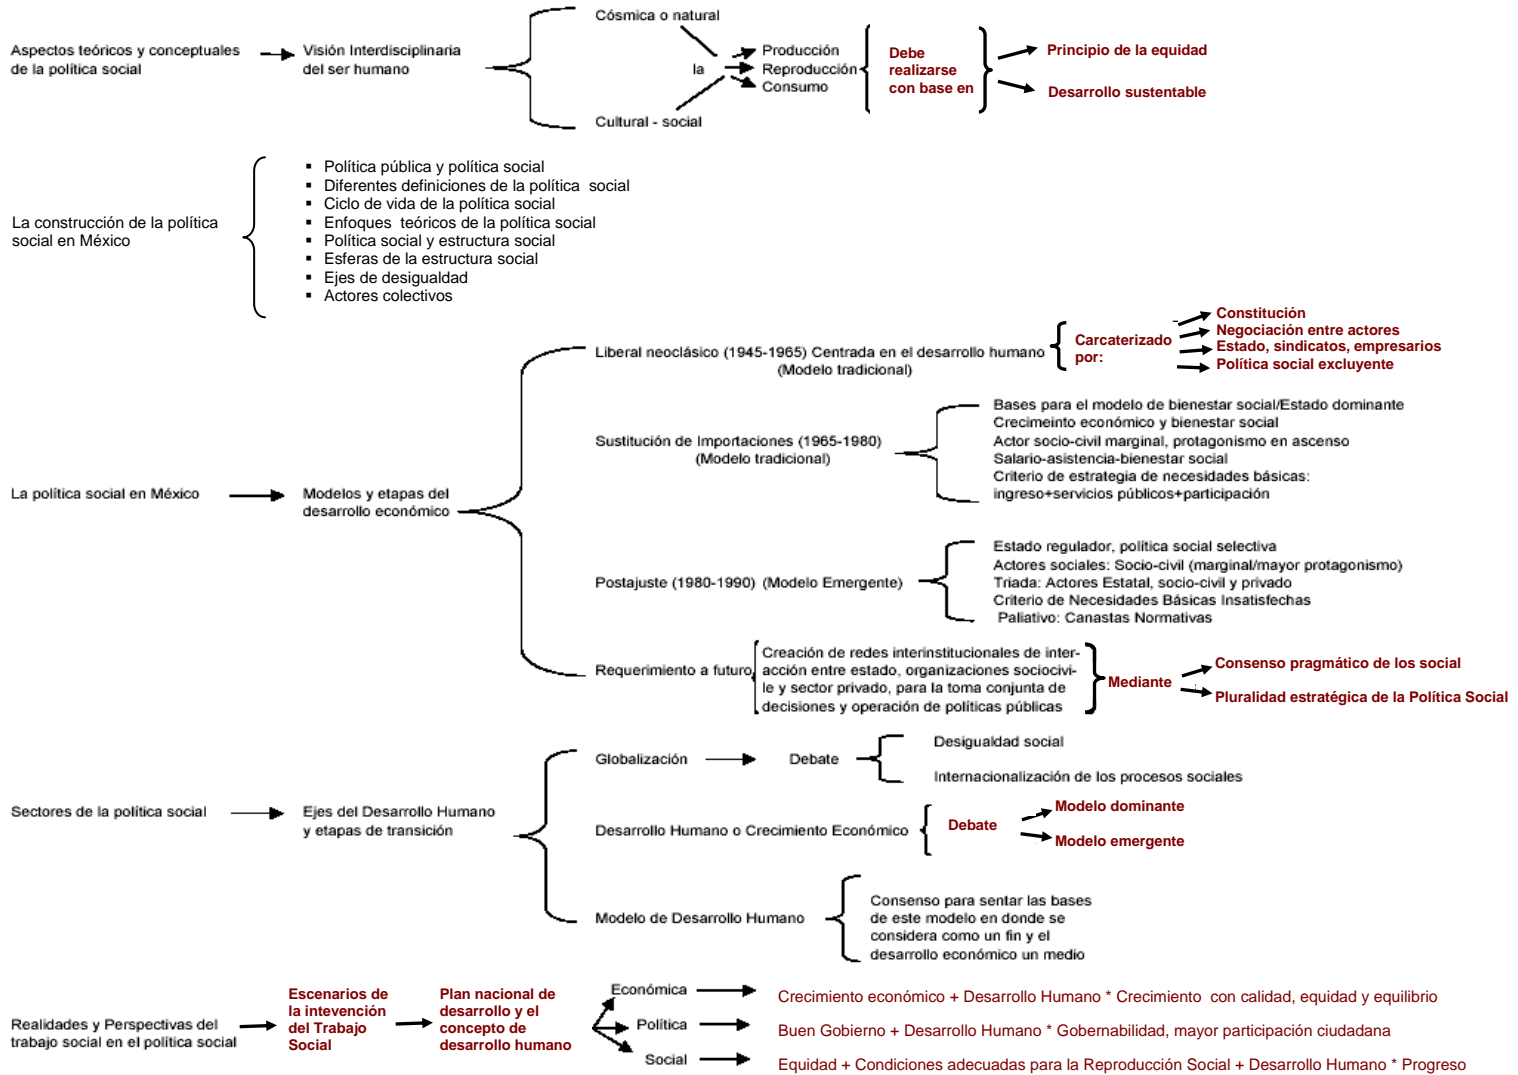 Aspectos teóricos y conceptuales
de la política social
Visión Interdisciplinaria
del ser humano
Cósmica o natural
Cultural - social
la
Producción
Reproducción
Consumo
Debe
realizarse
con base en
Principio de la equidad
Desarrollo sustentable
La construcción de la política
social en México
▪ Política pública y política social
▪ Diferentes definiciones de la política social
▪ Ciclo de vida de la política social
▪ Enfoques teóricos de la política social
▪ Política social y estructura social
▪ Esferas de la estructura social
▪ Ejes de desigualdad
▪ Actores colectivos
La política social en México
Modelos y etapas del
desarrollo económico
Liberal neoclásico (1945-1965) Centrada en el desarrollo humano
(Modelo tradicional)
Carcaterizado
por:
Constitución
Negociación entre actores
Estado, sindicatos, empresarios
Política social excluyente
Sustitución de Importaciones (1965-1980)
(Modelo tradicional)
Bases para el modelo de bienestar social/Estado dominante
Crecimeinto económico y bienestar social
Actor socio-civil marginal, protagonismo en ascenso
Salario-asistencia-bienestar social
Criterio de estrategia de necesidades básicas:
ingreso+servicios públicos+participación
Postajuste (1980-1990) (Modelo Emergente)
Estado regulador, política social selectiva
Actores sociales: Socio-civil (marginal/mayor protagonismo)
Triada: Actores Estatal, socio-civil y privado
Criterio de Necesidades Básicas Insatisfechas
Paliativo: Canastas Normativas
Requerimiento a futuro
Creación de redes interinstitucionales de inter-
acción entre estado, organizaciones sociocivi-
le y sector privado, para la toma conjunta de
decisiones y operación de políticas públicas
Mediante
Consenso pragmático de los social
Pluralidad estratégica de la Política Social
Sectores de la política social
Ejes del Desarrollo Humano
y etapas de transición
Globalización
Debate
Desigualdad social
Internacionalización de los procesos sociales
Desarrollo Humano o Crecimiento Económico
Debate
Modelo dominante
Modelo emergente
Modelo de Desarrollo Humano
Consenso para sentar las bases
de este modelo en donde se
considera como un fin y el
desarrollo económico un medio
Realidades y Perspectivas del
trabajo social en el política social
Escenarios de
la intevención
del Trabajo
Social
Plan nacional de
desarrollo y el
concepto de
desarrollo humano
Económica
Crecimiento económico + Desarrollo Humano * Crecimiento con calidad, equidad y equilibrio
Política
Buen Gobierno + Desarrollo Humano * Gobernabilidad, mayor participación ciudadana
Social
Equidad + Condiciones adecuadas para la Reproducción Social + Desarrollo Humano * Progreso